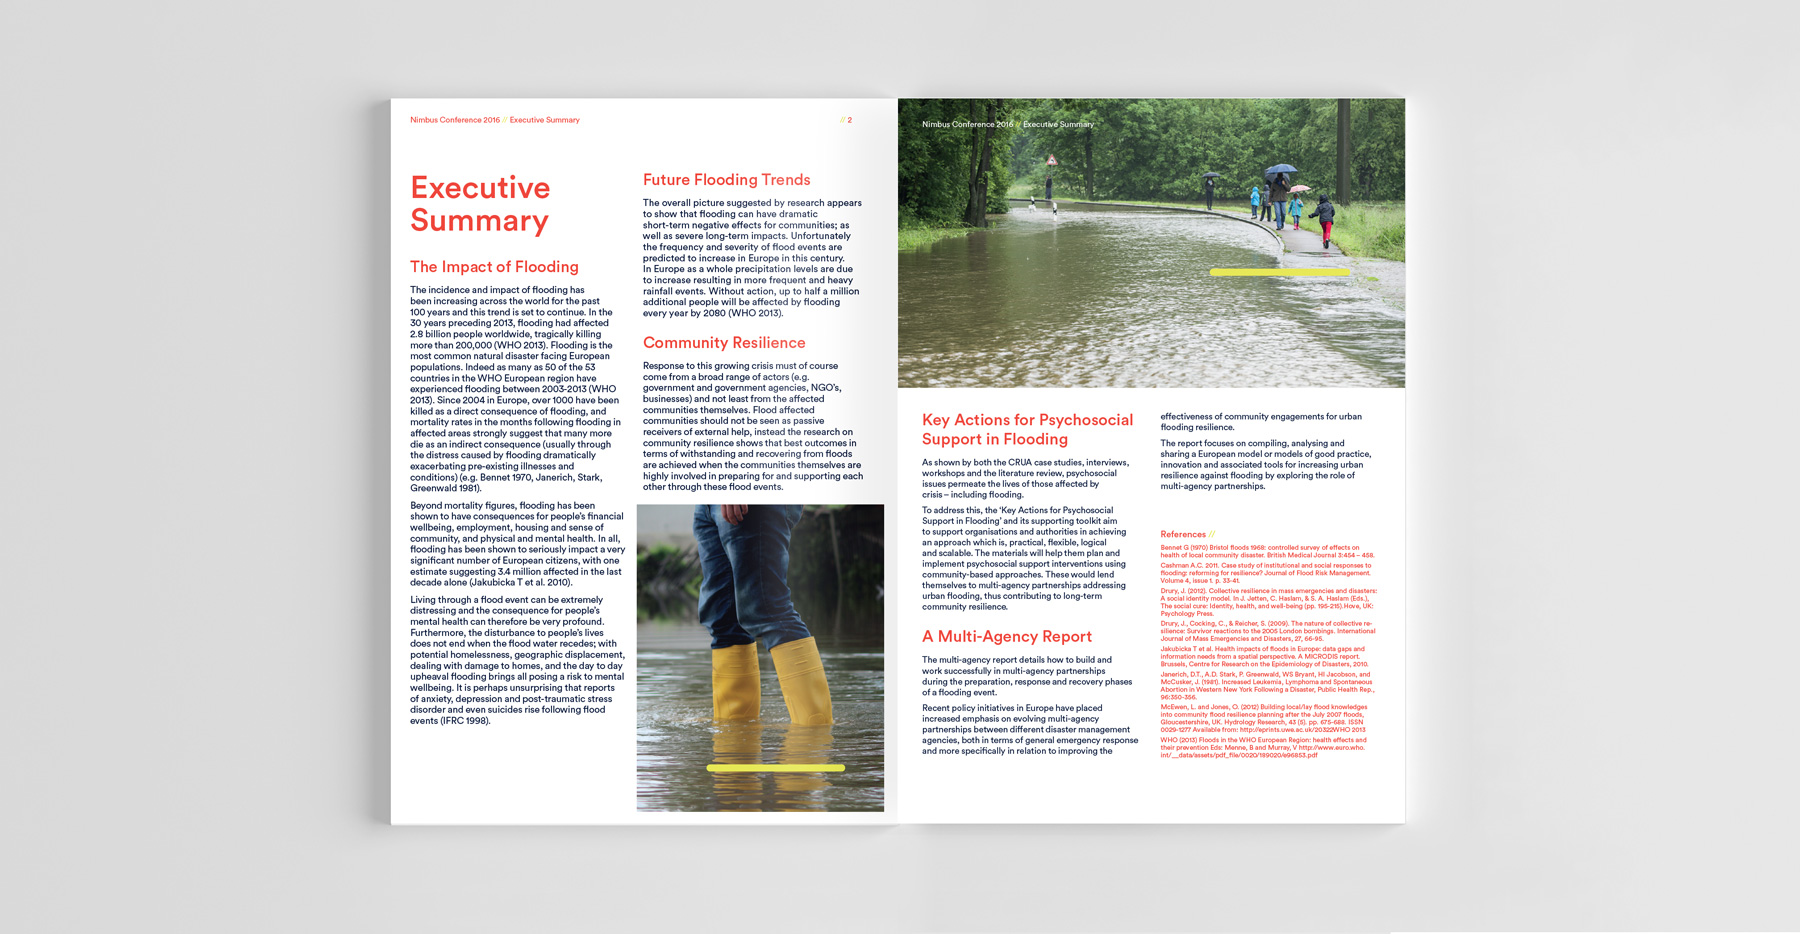 Nimbus Conference 2016 // Executive Summary
// 2
Executive
Summary
The Impact of Flooding
The incidence and impact of flooding has
been increasing across the world for the past
100 years and this trend is set to continue. In the
30 years preceding 2013, flooding had affected
2.8 billion people worldwide, tragically killing
more than 200,000 (WHO 2013). Flooding is the
most common natural disaster facing European
populations. Indeed as many as 50 of the 53
countries in the WHO European region have
experienced flooding between 2003-2013 (WHO
2013). Since 2004 in Europe, over 1000 have been
killed as a direct consequence of flooding, and
mortality rates in the months following flooding in
affected areas strongly suggest that many more
die as an indirect consequence (usually through
the distress caused by flooding dramatically
exacerbating pre-existing illnesses and
conditions) (e.g. Bennet 1970, Janerich, Stark,
Greenwald 1981).
Beyond mortality figures, flooding has been
shown to have consequences for people's financial
wellbeing, employment, housing and sense of
community, and physical and mental health. In all,
flooding has been shown to seriously impact a very
significant number of European citizens, with one
estimate suggesting 3.4 million affected in the last
decade alone (Jakubicka T et al. 2010).
Living through a flood event can be extremely
distressing and the consequence for people's
mental health can therefore be very profound.
Furthermore, the disturbance to people's lives
does not end when the flood water recedes; with
potential homelessness, geographic displacement,
dealing with damage to homes, and the day to day
upheaval flooding brings all posing a risk to mental
wellbeing. It is perhaps unsurprising that reports
of anxiety, depression and post-traumatic stress
disorder and even suicides rise following flood
events (IFRC 1998).
Future Flooding Trends
The overall picture suggested by research appears
to show that flooding can have dramatic
short-term negative effects for communities; as
well as severe long-term impacts. Unfortunately
the frequency and severity of flood events are
predicted to increase in Europe in this century.
In Europe as a whole precipitation levels are due
to increase resulting in more frequent and heavy
rainfall events. Without action, up to half a million
additional people will be affected by flooding
every year by 2080 (WHO 2013).
Community Resilience
Response to this growing crisis must of course
come from a broad range of actors (e.g.
government and government agencies, NGO's,
businesses) and not least from the affected
communities themselves. Flood affected
communities should not be seen as passive
receivers of external help, instead the research on
community resilience shows that best outcomes in
terms of withstanding and recovering from floods
are achieved when the communities themselves are
highly involved in preparing for and supporting each
other through these flood events.
Nimbus Conference 2016 // Executive Summary
Key Actions for Psychosocial
Support in Flooding
As shown by both the CRUA case studies, interviews,
workshops and the literature review, psychosocial
issues permeate the lives of those affected by
crisis – including flooding.
To address this, the 'Key Actions for Psychosocial
Support in Flooding' and its supporting toolkit aim
to support organisations and authorities in achieving
an approach which is, practical, flexible, logical
and scalable. The materials will help them plan and
implement psychosocial support interventions using
community-based approaches. These would lend
themselves to multi-agency partnerships addressing
urban flooding, thus contributing to long-term
community resilience.
A Multi-Agency Report
The multi-agency report details how to build and
work successfully in multi-agency partnerships
during the preparation, response and recovery phases
of a flooding event.
Recent policy initiatives in Europe have placed
increased emphasis on evolving multi-agency
partnerships between different disaster management
agencies, both in terms of general emergency response
and more specifically in relation to improving the
effectiveness of community engagements for urban
flooding resilience.
The report focuses on compiling, analysing and
sharing a European model or models of good practice,
innovation and associated tools for increasing urban
resilience against flooding by exploring the role of
multi-agency partnerships.
References //
Bennet G (1970) Bristol floods 1968: controlled survey of effects on
health of local community disaster. British Medical Journal 3:454 – 458.
Cashman A.C. 2011. Case study of institutional and social responses to
flooding: reforming for resilience? Journal of Flood Risk Management.
Volume 4, issue 1. p. 33-41.
Drury, J. (2012). Collective resilience in mass emergencies and disasters:
A social identity model. In J. Jetten, C. Haslam, & S. A. Haslam (Eds.),
The social cure: Identity, health, and well-being (pp. 195-215).Hove, UK:
Psychology Press.
Drury, J., Cocking, C., & Reicher, S. (2009). The nature of collective re-
silience: Survivor reactions to the 2005 London bombings. International
Journal of Mass Emergencies and Disasters, 27, 66-95.
Jakubicka T et al. Health impacts of floods in Europe: data gaps and
information needs from a spatial perspective. A MICRODIS report.
Brussels, Centre for Research on the Epidemiology of Disasters, 2010.
Janerich, D.T., A.D. Stark, P. Greenwald, WS Bryant, HI Jacobson, and
McCusker, J. (1981). Increased Leukemia, Lymphoma and Spontaneous
Abortion in Western New York Following a Disaster, Public Health Rep.,
96:350-356.
McEwen, L. and Jones, O. (2012) Building local/lay flood knowledges
into community flood resilience planning after the July 2007 floods,
Gloucestershire, UK. Hydrology Research, 43 (5). pp. 675-688. ISSN
0029-1277 Available from: http://eprints.uwe.ac.uk/20322WHO 2013
WHO (2013) Floods in the WHO European Region: health effects and
their prevention Eds: Menne, B and Murray, V http://www.euro.who.
int/__data/assets/pdf_file/0020/189020/e96853.pdf